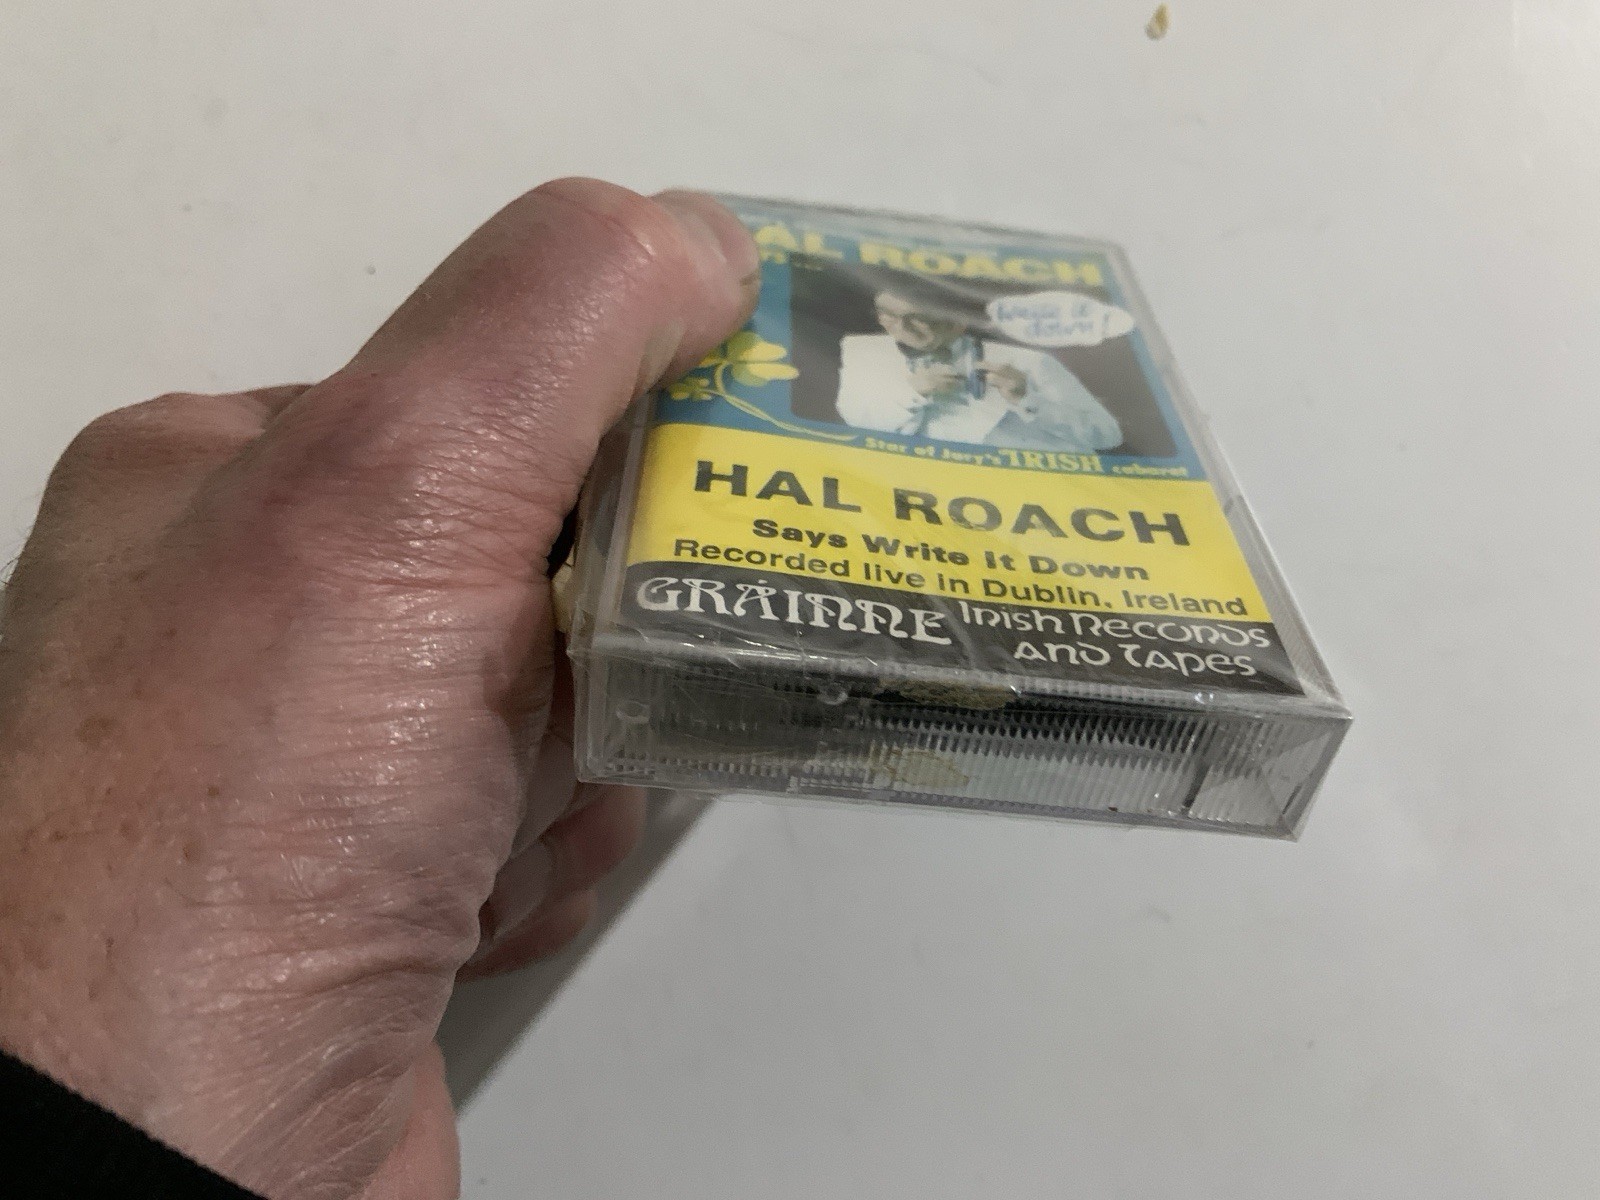 HAL ROACH
Write it
down!
Star of Jury's IRISH cabaret
HAL ROACH
Says Write It Down
Recorded live in Dublin, Ireland
GRÁINNE Irish Records
and Tapes